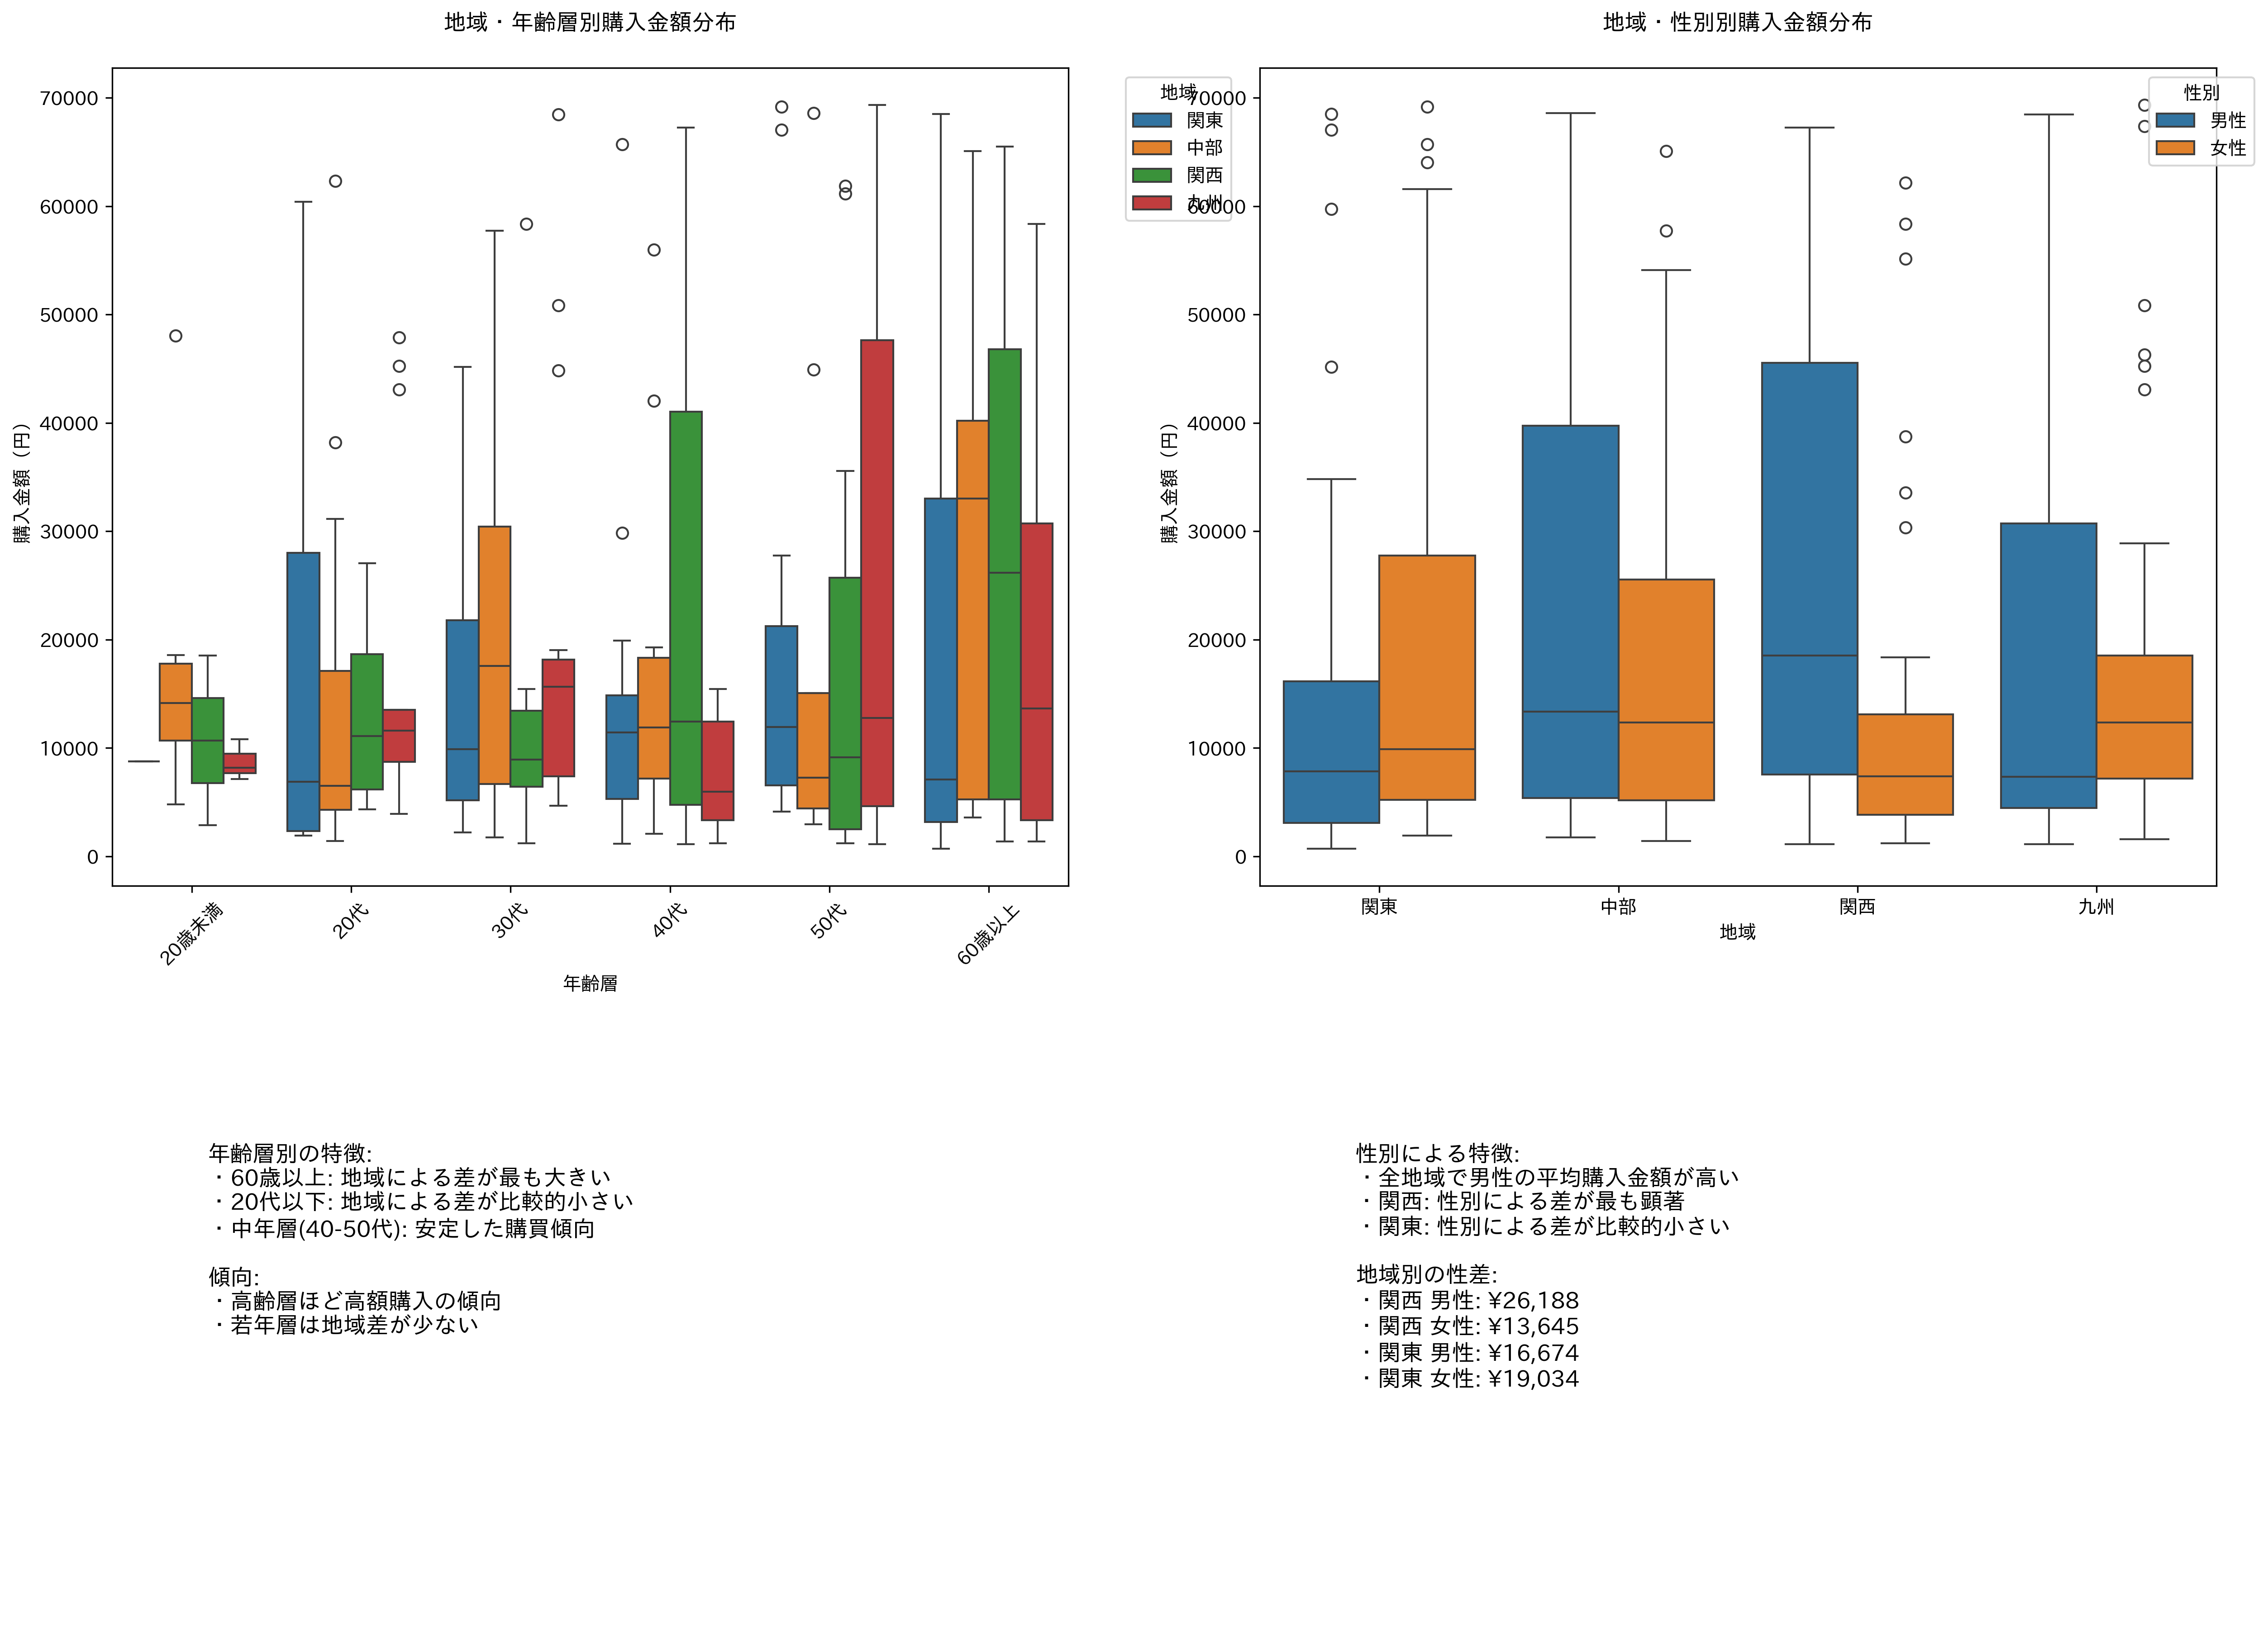 地域・年齢層別購入金額分布
購入金額（円）
70000
60000
50000
40000
30000
20000
10000
0
20歳未満
20代
30代
40代
50代
60歳以上
年齢層
地域
関東
中部
関西
九州
地域・性別別購入金額分布
購入金額（円）
70000
60000
50000
40000
30000
20000
10000
0
関東
中部
関西
九州
地域
性別
男性
女性
年齢層別の特徴:
・60歳以上: 地域による差が最も大きい
・20代以下: 地域による差が比較的小さい
・中年層(40-50代): 安定した購買傾向
傾向:
・高齢層ほど高額購入の傾向
・若年層は地域差が少ない
性別による特徴:
・全地域で男性の平均購入金額が高い
・関西: 性別による差が最も顕著
・関東: 性別による差が比較的小さい
地域別の性差:
・関西 男性: ¥26,188
・関西 女性: ¥13,645
・関東 男性: ¥16,674
・関東 女性: ¥19,034